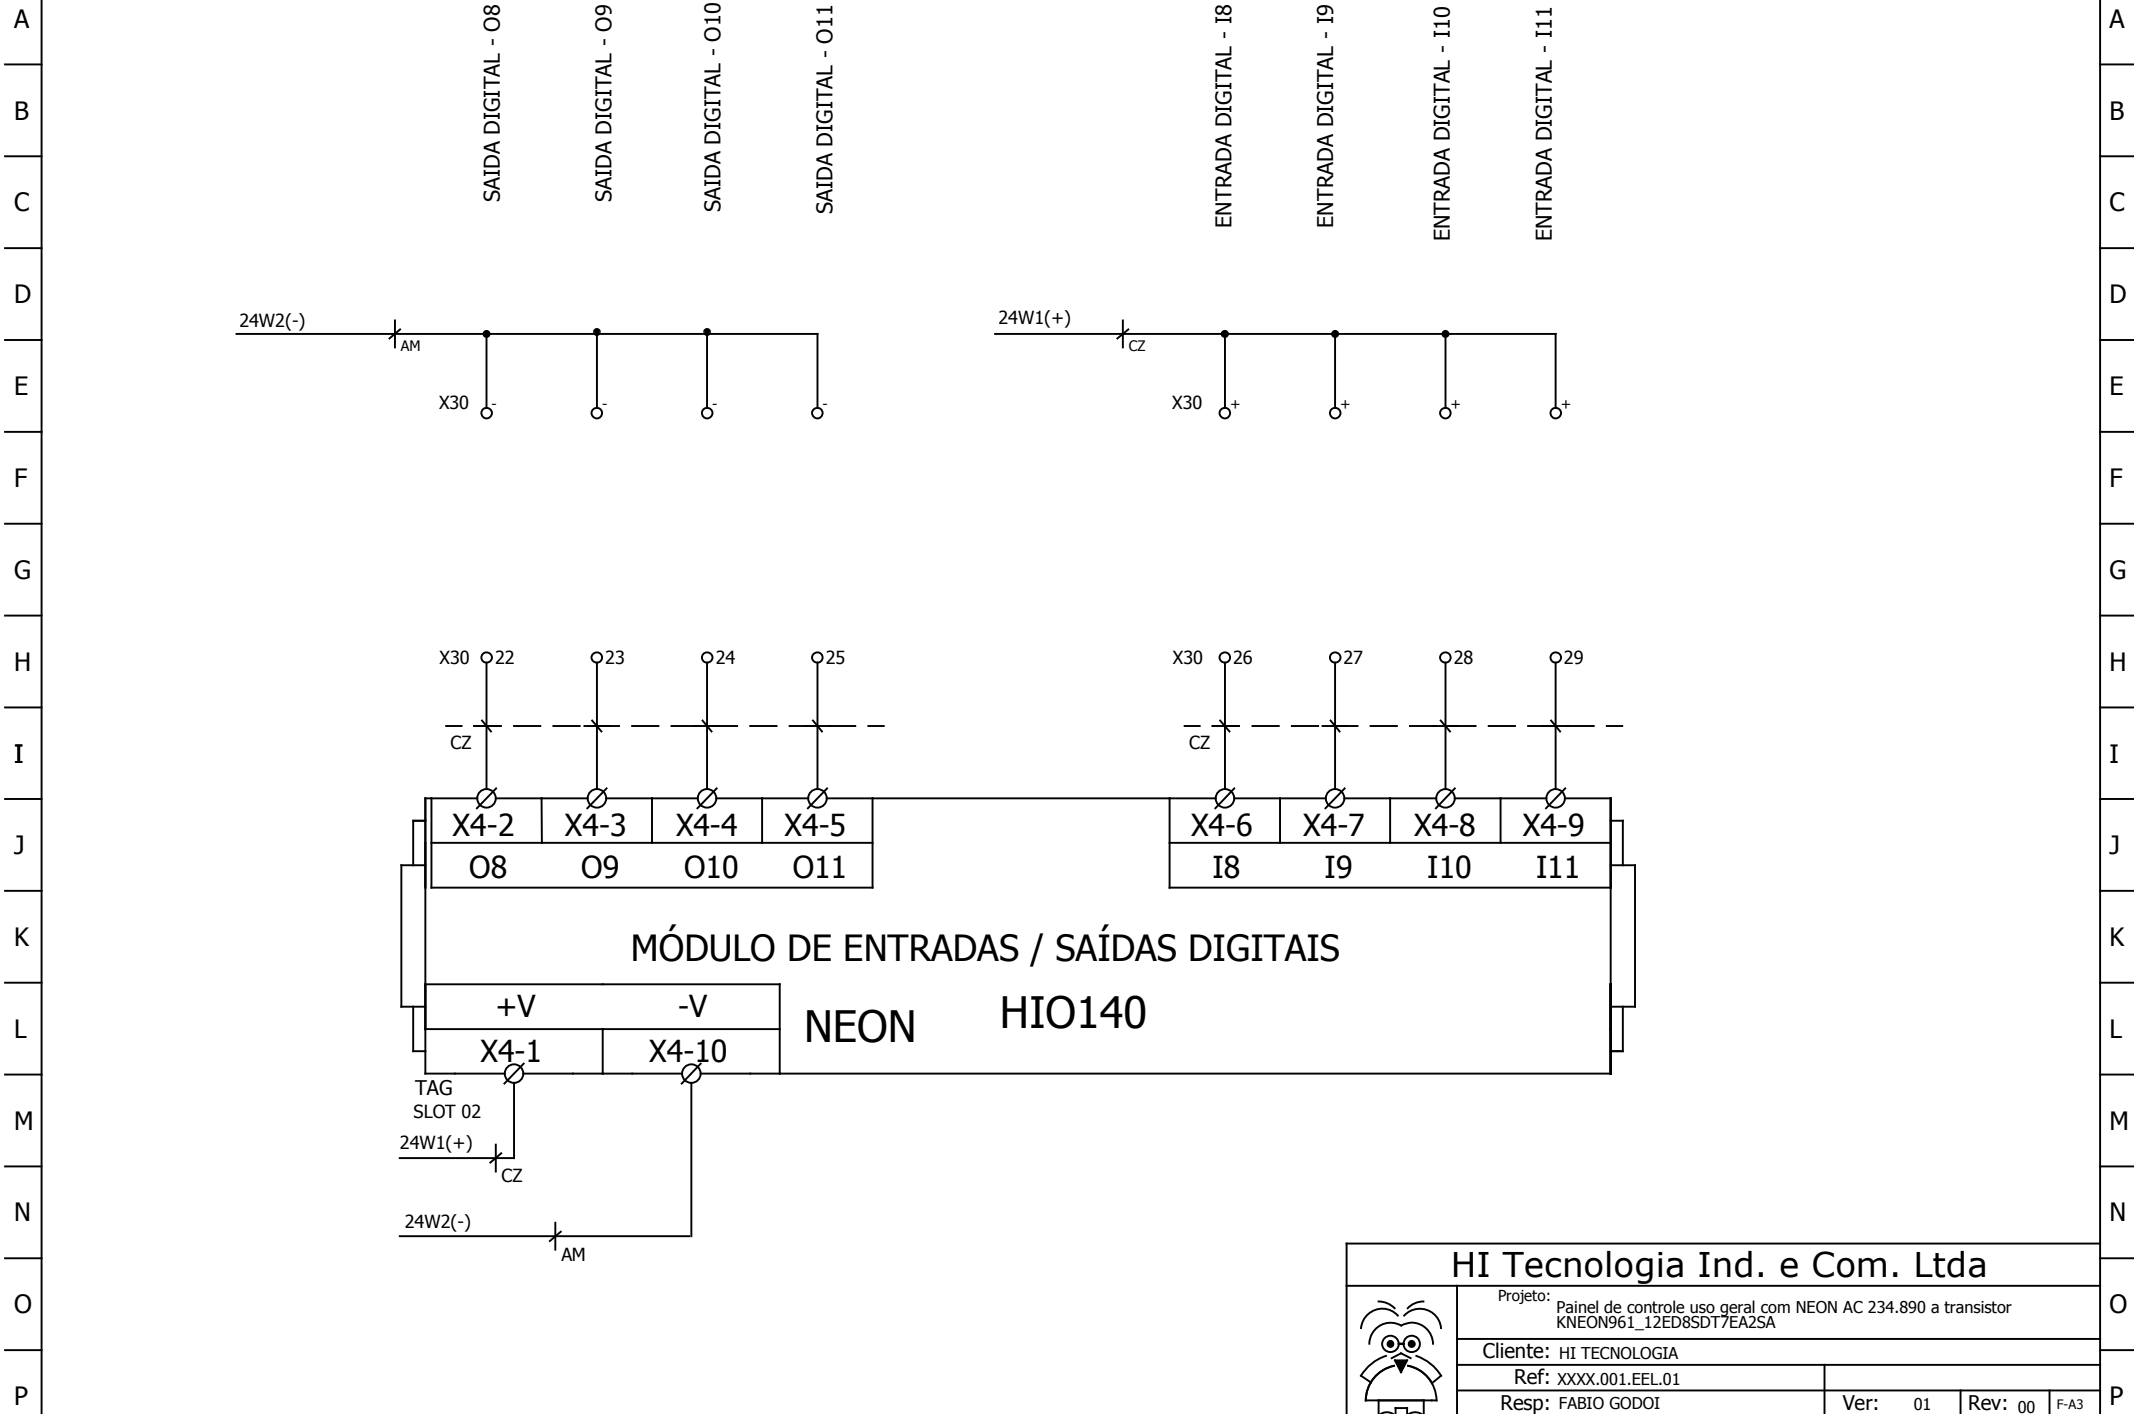 A
A
SAIDA DIGITAL - O8
SAIDA DIGITAL - O9
SAIDA DIGITAL - O10
SAIDA DIGITAL - O11
ENTRADA DIGITAL - I8
ENTRADA DIGITAL - I9
ENTRADA DIGITAL - I10
ENTRADA DIGITAL - I11
B
B
C
C
D
D
24W2(-)
AM
24W1(+)
CZ
E
E
X30
-
-
-
-
X30
+
+
+
+
F
F
G
G
H
H
X30
22
23
24
25
X30
26
27
28
29
I
I
CZ
CZ
J
J
X4-2
X4-3
X4-4
X4-5
X4-6
X4-7
X4-8
X4-9
O8
O9
O10
O11
I8
I9
I10
I11
K
K
MÓDULO DE ENTRADAS / SAÍDAS DIGITAIS
L
L
+V
-V
NEON
HIO140
X4-1
X4-10
TAG
SLOT 02
M
M
24W1(+)
CZ
N
N
24W2(-)
AM
HI Tecnologia Ind. e Com. Ltda
O
O
Projeto:
Painel de controle uso geral com NEON AC 234.890 a transistor
KNEON961_12ED8SDT7EA2SA
Cliente: HI TECNOLOGIA
Ref: XXXX.001.EEL.01
P
P
Resp: FABIO GODOI
Ver: 01
Rev: 00
F-A3